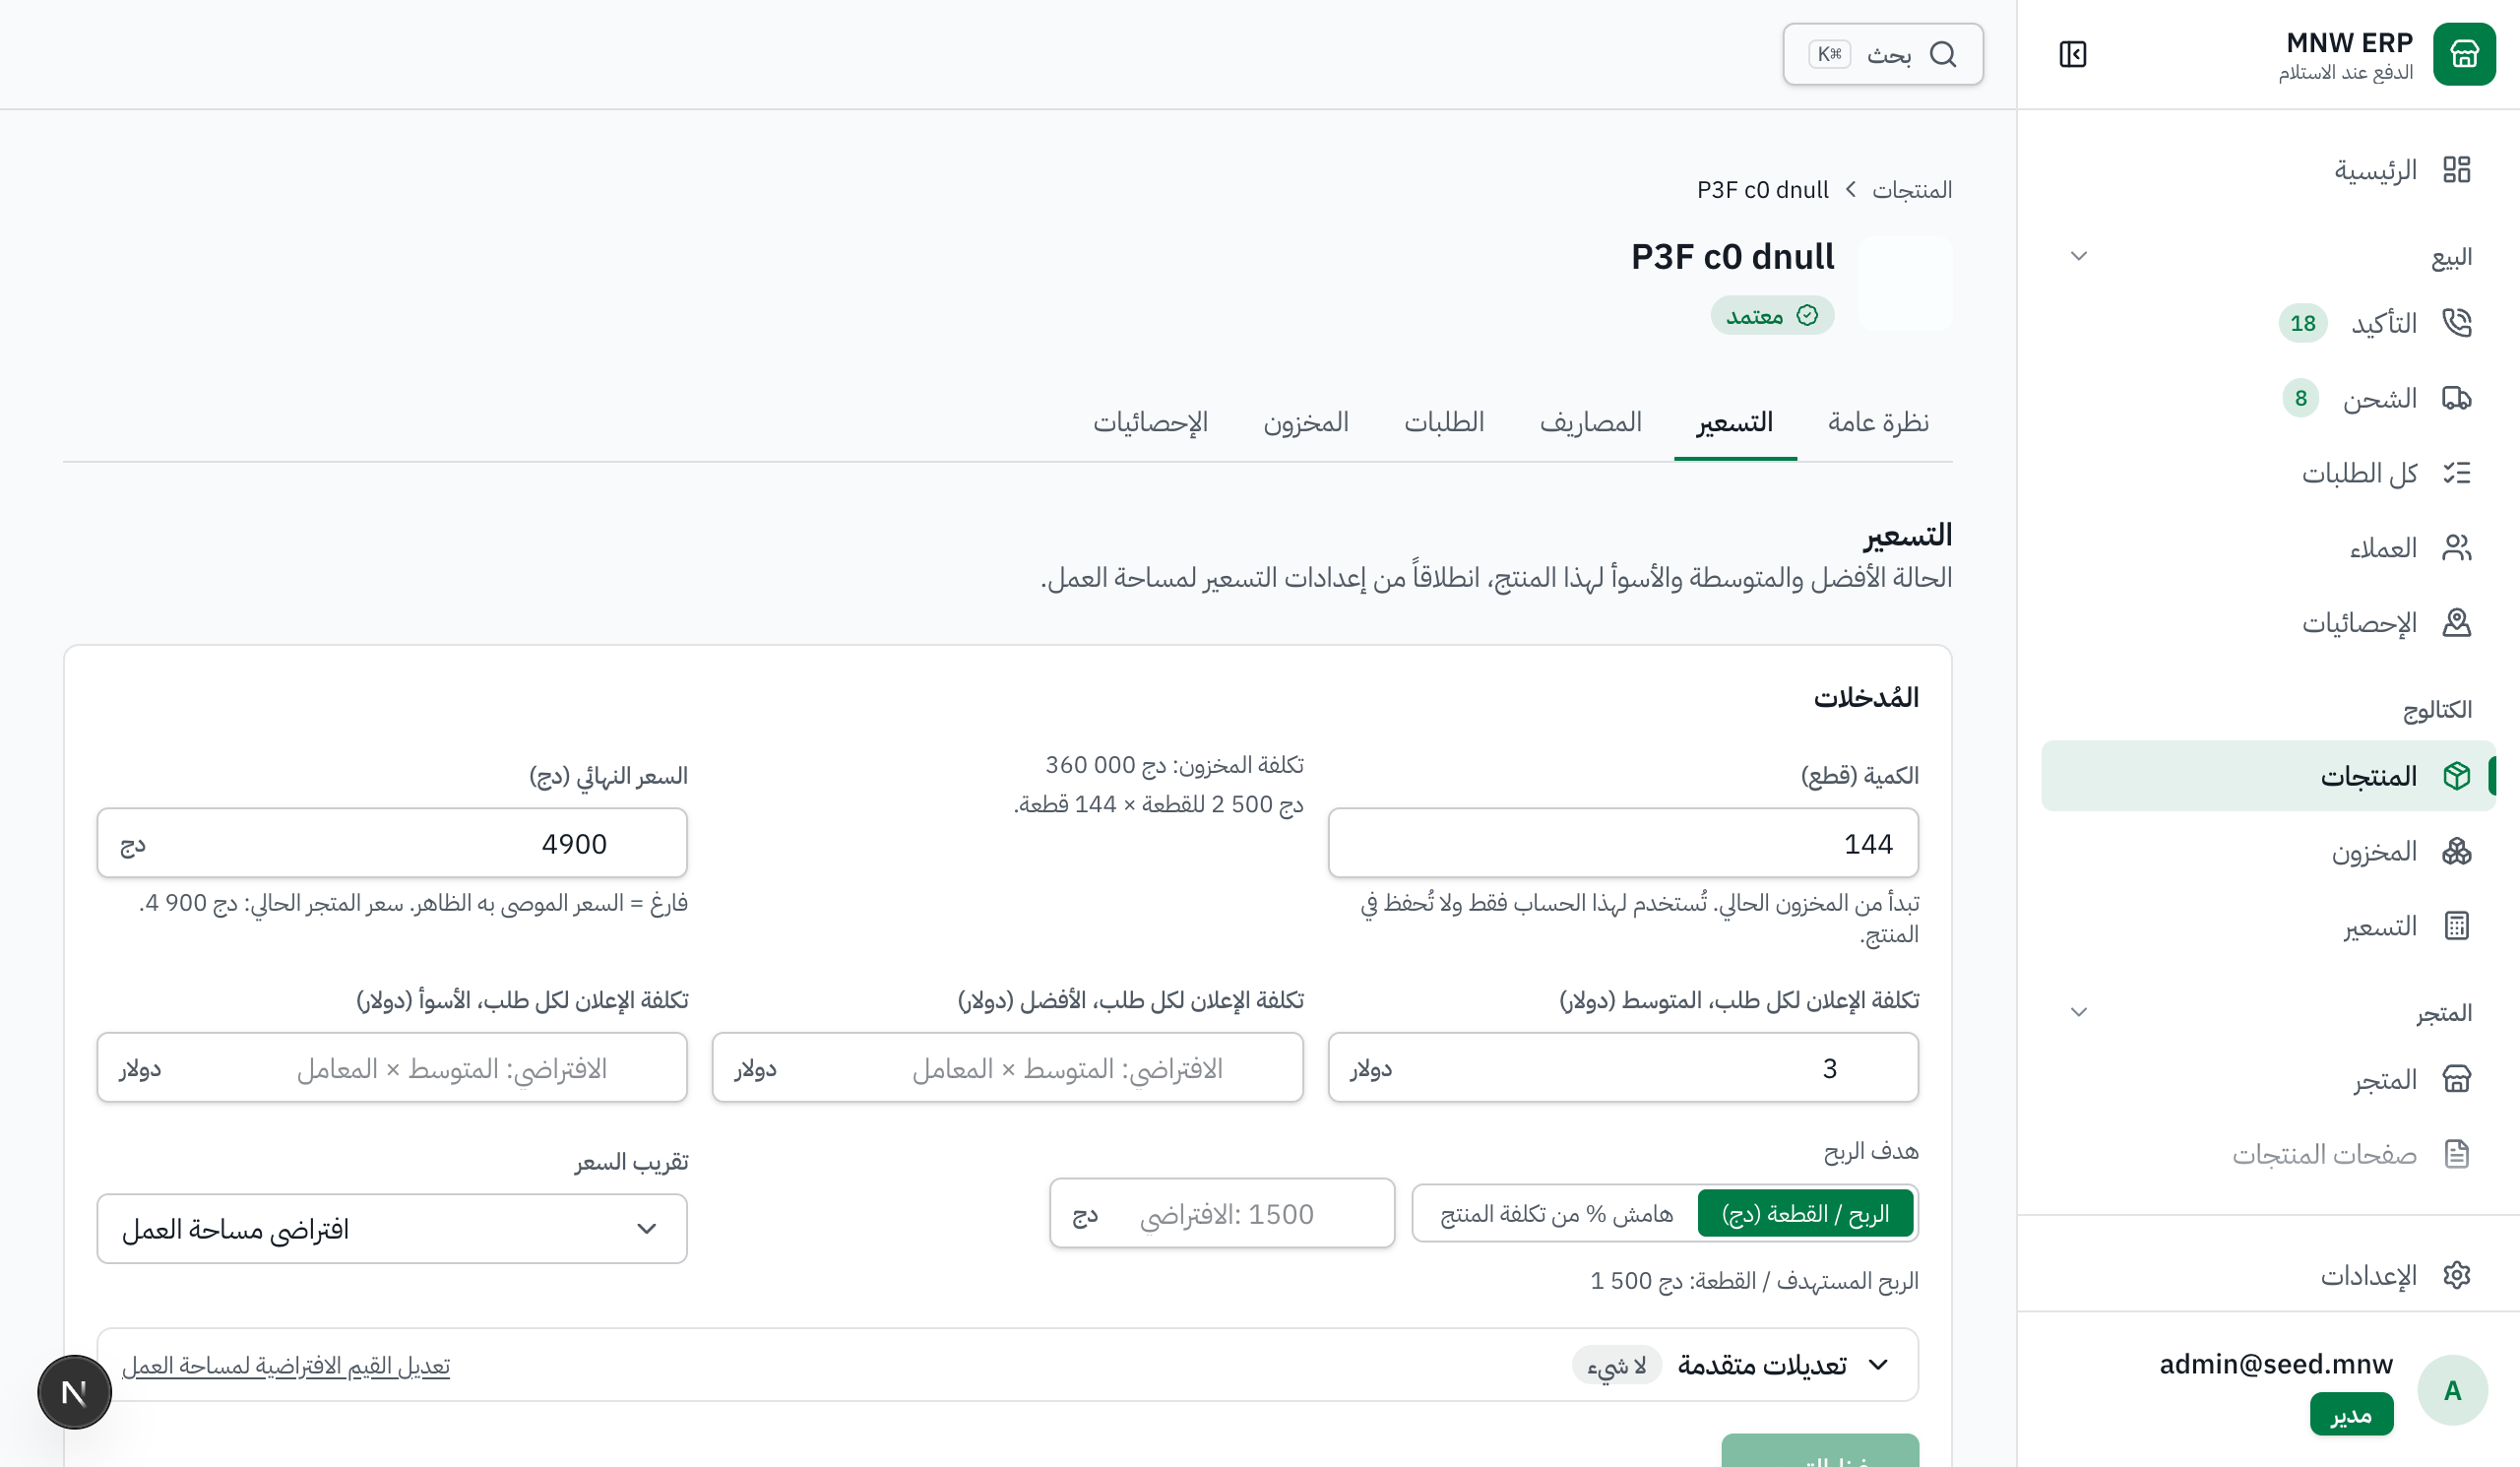 MNW ERP
الدفع عند الاستلام
الرئيسية
البيع
التأكيد 18
الشحن 8
كل الطلبات
العملاء
الإحصائيات
الكتالوج
المنتجات
المخزون
التسعير
المتجر
المتجر
صفحات المنتجات
الإعدادات
A
admin@seed.mnw
مدير
بحث ⌘K
المنتجات > P3F c0 dnull
P3F c0 dnull
معتمد
نظرة عامة التسعير المصاريف الطلبات المخزون الإحصائيات
التسعير
الحالة الأفضل والمتوسطة والأسوأ لهذا المنتج، انطلاقاً من إعدادات التسعير لمساحة العمل.
المُدخلات
الكمية (قطع)
144
تبدأ من المخزون الحالي. تُستخدم لهذا الحساب فقط ولا تُحفظ في
المنتج.
تكلفة المخزون: دج 000 360
دج 500 2 للقطعة × 144 قطعة.
السعر النهائي (دج)
4900 دج
فارغ = السعر الموصى به الظاهر. سعر المتجر الحالي: دج 900 4.
تكلفة الإعلان لكل طلب، المتوسط (دولار)
3 دولار
تكلفة الإعلان لكل طلب، الأفضل (دولار)
الافتراضي: المتوسط × المعامل دولار
تكلفة الإعلان لكل طلب، الأسوأ (دولار)
الافتراضي: المتوسط × المعامل دولار
هدف الربح
الربح / القطعة (دج) هامش % من تكلفة المنتج
1500 :الافتراضي دج
الربح المستهدف / القطعة: دج 500 1
تقريب السعر
افتراضي مساحة العمل
تعديلات متقدمة لا شيء
تعديل القيم الافتراضية لمساحة العمل
N